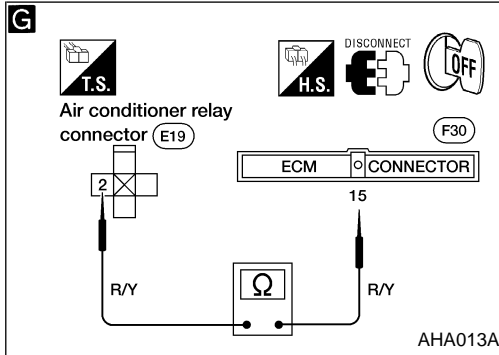 G
T.S.
H.S.
DISCONNECT
OFF
Air conditioner relay
connector E19
F30
ECM CONNECTOR
2
15
R/Y
Ω
R/Y
AHA013A